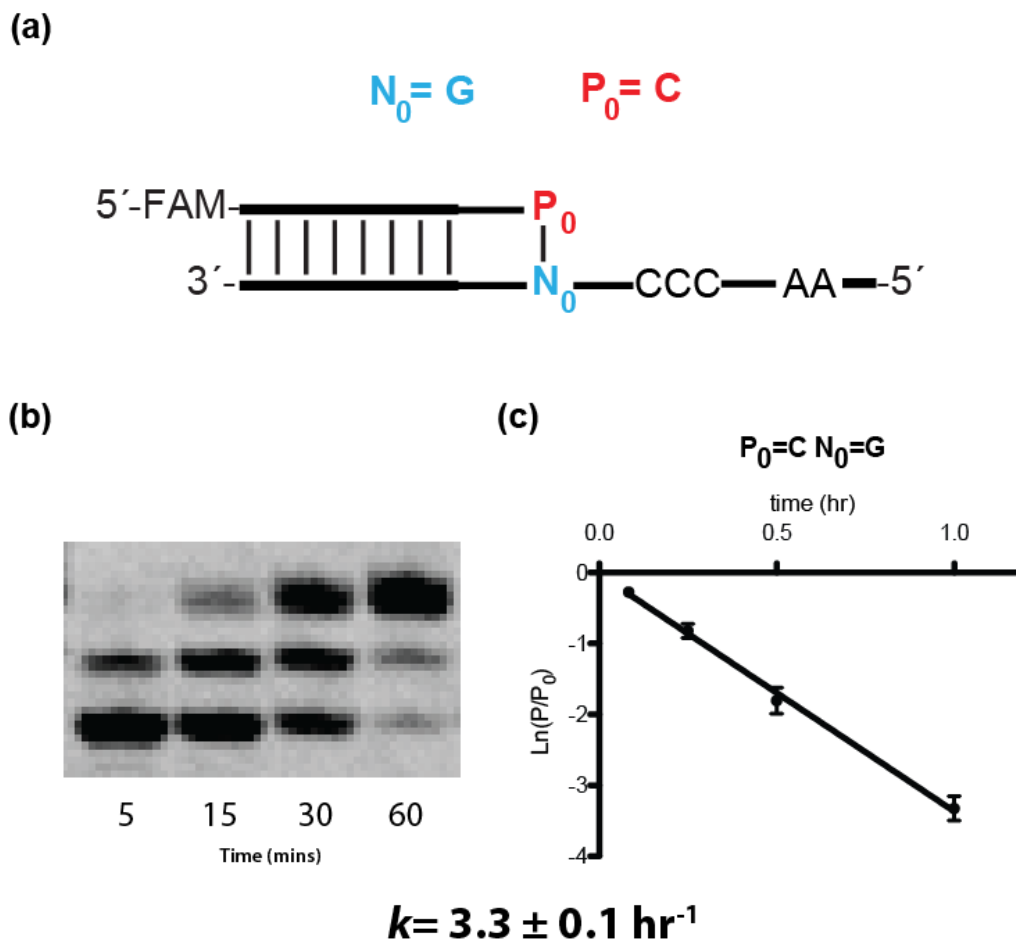 (a)
N0= G P0= C
5´-FAM- P0
3´- N0 CCC AA -5´
(b)
5 15 30 60
Time (mins)
(c)
P0=C N0=G
time (hr)
0.0 0.5 1.0
0
-1
-2
-3
-4
Ln(P/P0)
k= 3.3 ± 0.1 hr-1